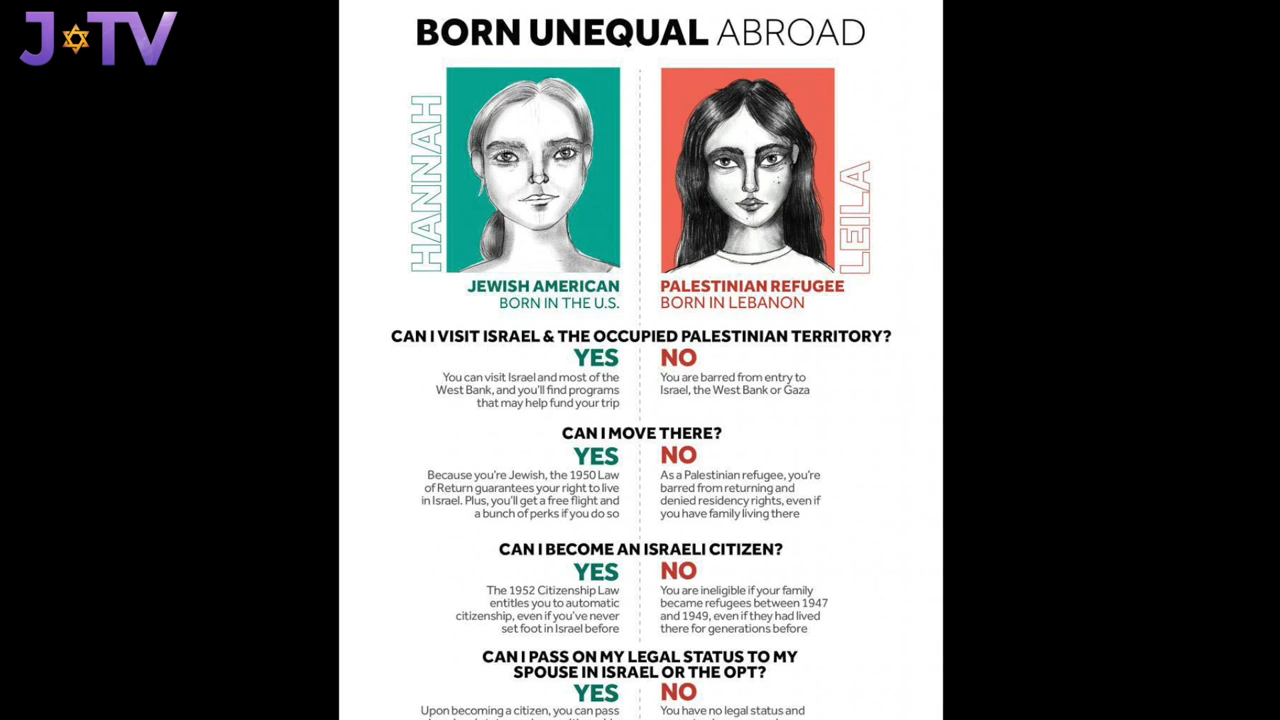 J TV
BORN UNEQUAL ABROAD
HANNAH
LEILA
JEWISH AMERICAN
BORN IN THE U.S.
PALESTINIAN REFUGEE
BORN IN LEBANON
CAN I VISIT ISRAEL & THE OCCUPIED PALESTINIAN TERRITORY?
YES
You can visit Israel and most of the
West Bank, and you'll find programs
that may help fund your trip
NO
You are barred from entry to
Israel, the West Bank or Gaza
CAN I MOVE THERE?
YES
Because you're Jewish, the 1950 Law
of Return guarantees your right to live
in Israel. Plus, you'll get a free flight and
a bunch of perks if you do so
NO
As a Palestinian refugee, you're
barred from returning and
denied residency rights, even if
you have family living there
CAN I BECOME AN ISRAELI CITIZEN?
YES
The 1952 Citizenship Law
entitles you to automatic
citizenship, even if you've never
set foot in Israel before
NO
You are ineligible if your family
became refugees between 1947
and 1949, even if they had lived
there for generations before
CAN I PASS ON MY LEGAL STATUS TO MY
SPOUSE IN ISRAEL OR THE OPT?
YES
Upon becoming a citizen, you can pass
NO
You have no legal status and